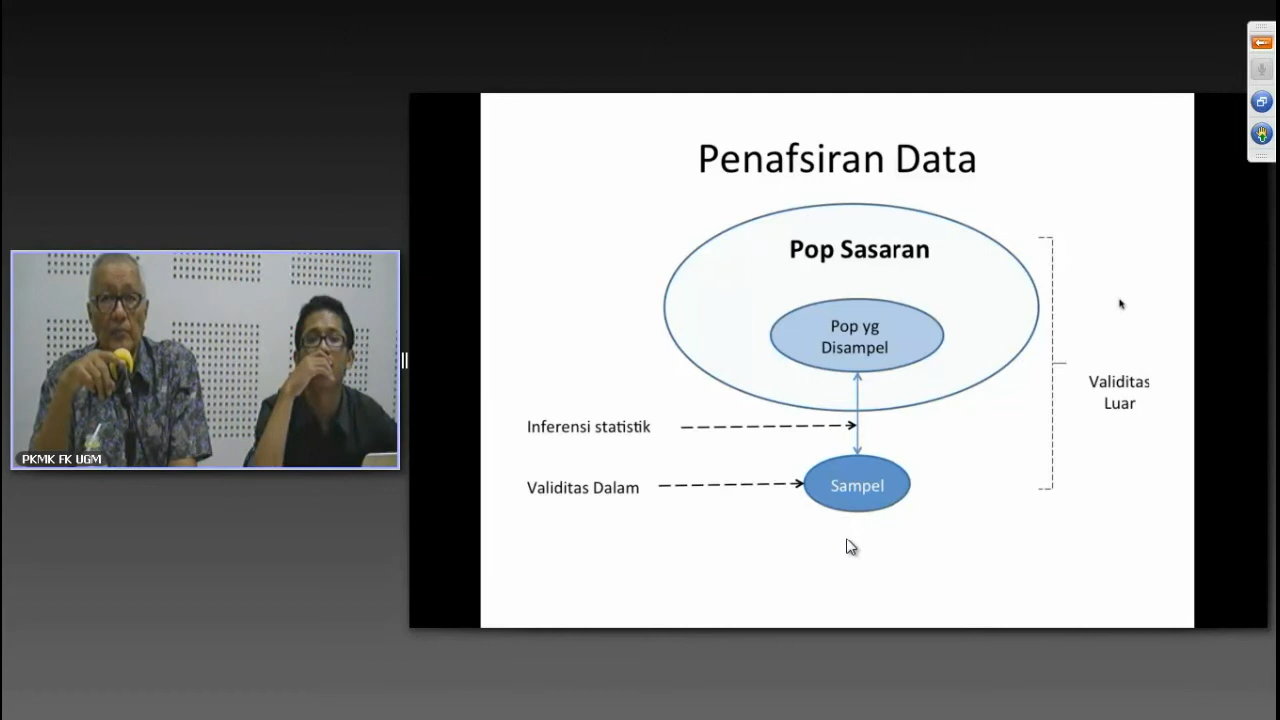 Penafsiran Data
Pop Sasaran
Pop yg
Disampel
Inferensi statistik
Validitas Dalam
Sampel
Validitas
Luar
PKMK FK UGM